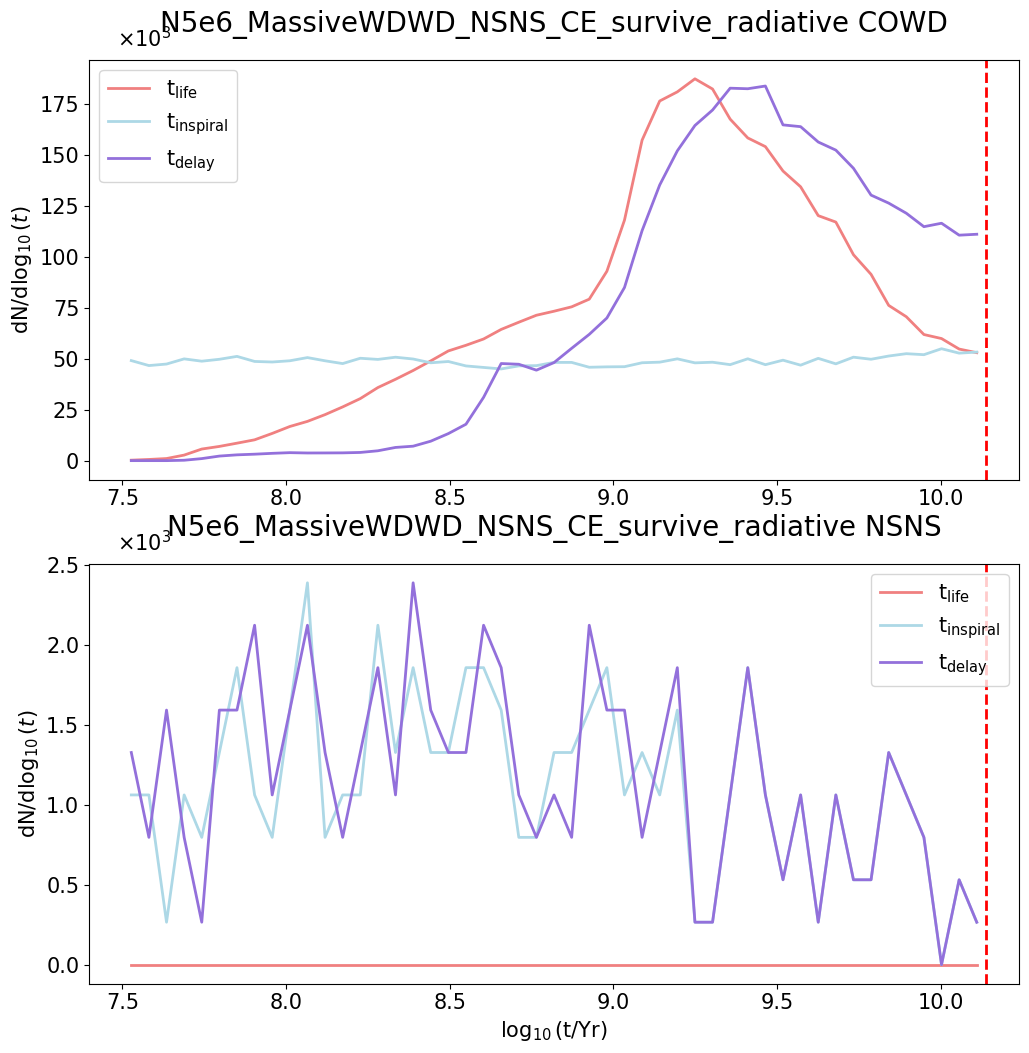 N5e6_MassiveWDWD_NSNS_CE_survive_radiative COWD
×10³
t_life
t_inspiral
t_delay
175
150
125
100
75
50
25
0
dN/dlog₁₀(t)
7.5 8.0 8.5 9.0 9.5 10.0
N5e6_MassiveWDWD_NSNS_CE_survive_radiative NSNS
×10³
t_life
t_inspiral
t_delay
2.5
2.0
1.5
1.0
0.5
0.0
dN/dlog₁₀(t)
7.5 8.0 8.5 9.0 9.5 10.0
log₁₀(t/Yr)